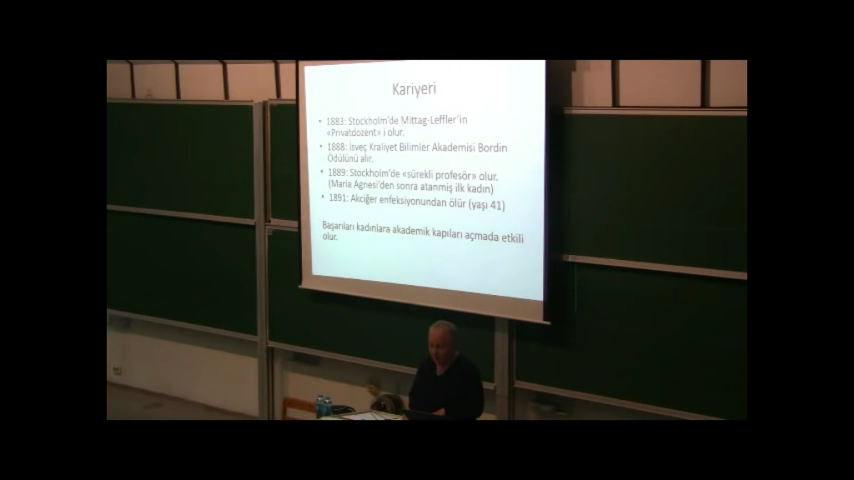 Kariyeri
• 1883: Stockholm'de Mittag-Leffler'in
«Privatdozent» i olur.
• 1888: İsveç Kraliyet Bilimler Akademisi Bordin
Ödülünü alır.
• 1889: Stockholm'de «sürekli profesör» olur.
(Maria Agnesi'den sonra atanmış ilk kadın)
• 1891: Akciğer enfeksiyonundan ölür (yaşı 41)
Başarıları kadınlara akademik kapıları açmada etkili
olur.